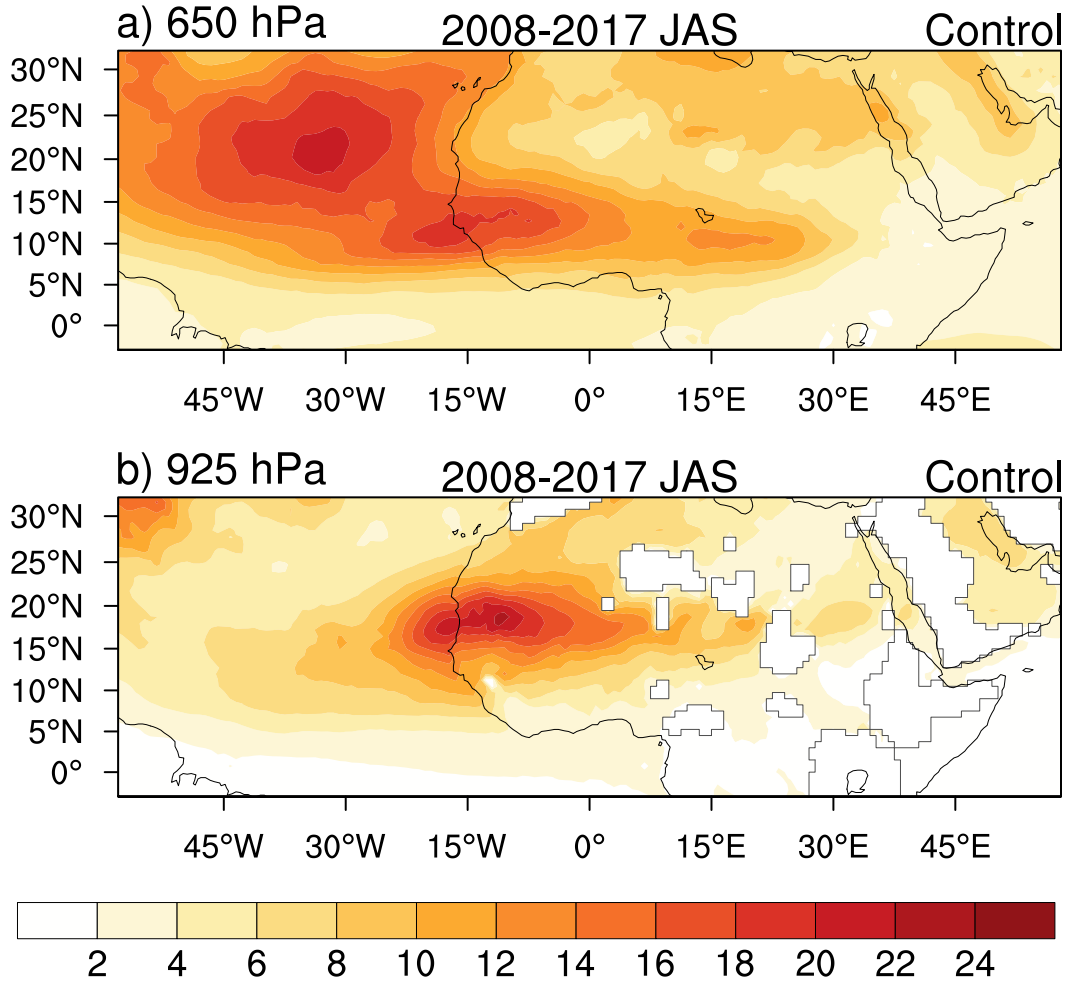 a) 650 hPa 2008-2017 JAS Control
30°N
25°N
20°N
15°N
10°N
5°N
0°
45°W 30°W 15°W 0° 15°E 30°E 45°E
b) 925 hPa 2008-2017 JAS Control
30°N
25°N
20°N
15°N
10°N
5°N
0°
45°W 30°W 15°W 0° 15°E 30°E 45°E
2 4 6 8 10 12 14 16 18 20 22 24